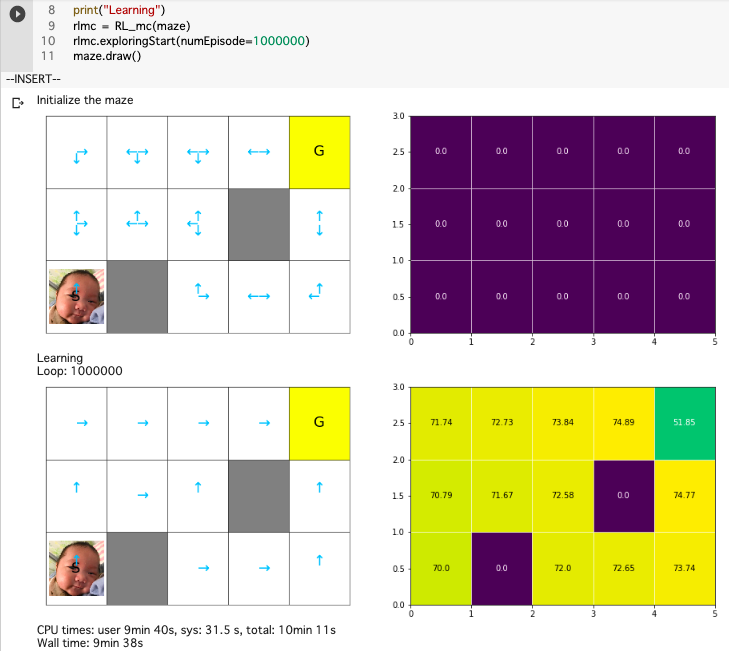 8 print("Learning")
9 rlmc = RL_mc(maze)
10 rlmc.exploringStart(numEpisode=1000000)
11 maze.draw()
--INSERT--
Initialize the maze
G
S
3.0
2.5 0.0 0.0 0.0 0.0 0.0
2.0
1.5 0.0 0.0 0.0 0.0 0.0
1.0
0.5 0.0 0.0 0.0 0.0 0.0
0.0
0 1 2 3 4 5
Learning
Loop: 1000000
G
S
3.0
2.5 71.74 72.73 73.84 74.89 51.85
2.0
1.5 70.79 71.67 72.58 0.0 74.77
1.0
0.5 70.0 0.0 72.0 72.65 73.74
0.0
0 1 2 3 4 5
CPU times: user 9min 40s, sys: 31.5 s, total: 10min 11s
Wall time: 9min 38s